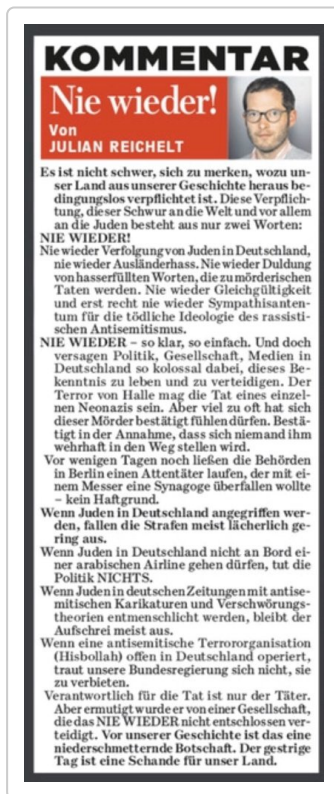 KOMMENTAR
Nie wieder!
Von
JULIAN REICHELT
Es ist nicht schwer, sich zu merken, wozu un-
ser Land aus unserer Geschichte heraus be-
dingungslos verpflichtet ist. Diese Verpflich-
tung, dieser Schwur an die Welt und vor allem
an die Juden besteht aus nur zwei Worten:
NIE WIEDER!
Nie wieder Verfolgung von Juden in Deutschland,
nie wieder Ausländerhass. Nie wieder Duldung
von hasserfüllten Worten, die zu mörderischen
Taten werden. Nie wieder Gleichgültigkeit
und erst recht nie wieder Sympathisanten-
tum für die tödliche Ideologie des rassisti-
schen Antisemitismus.
NIE WIEDER – so klar, so einfach. Und doch
versagen Politik, Gesellschaft, Medien in
Deutschland so kolossal dabei, dieses Be-
kenntnis zu leben und zu verteidigen. Der
Terror von Halle mag die Tat eines einzel-
nen Neonazis sein. Aber viel zu oft hat sich
dieser Mörder bestätigt fühlen dürfen. Bestä-
tigt in der Annahme, dass sich niemand ihm
wehrhaft in den Weg stellen wird.
Vor wenigen Tagen noch ließen die Behörden
in Berlin einen Attentäter laufen, der mit ei-
nem Messer eine Synagoge überfallen wollte
– kein Haftgrund.
Wenn Juden in Deutschland angegriffen wer-
den, fallen die Strafen meist lächerlich ge-
ring aus.
Wenn Juden in Deutschland nicht an Bord ei-
ner arabischen Airline gehen dürfen, tut die
Politik NICHTS.
Wenn Juden in deutschen Zeitungen mit antise-
mitischen Karikaturen und Verschwörungs-
theorien entmenschlicht werden, bleibt der
Aufschrei meist aus.
Wenn eine antisemitische Terrororganisation
(Hisbollah) offen in Deutschland operiert,
traut unsere Bundesregierung sich nicht, sie
zu verbieten.
Verantwortlich für die Tat ist nur der Täter.
Aber ermutigt wurde er von einer Gesellschaft,
die das NIE WIEDER nicht entschlossen ver-
teidigt. Vor unserer Geschichte ist das eine
niederschmetternde Botschaft. Der gestrige
Tag ist eine Schande für unser Land.